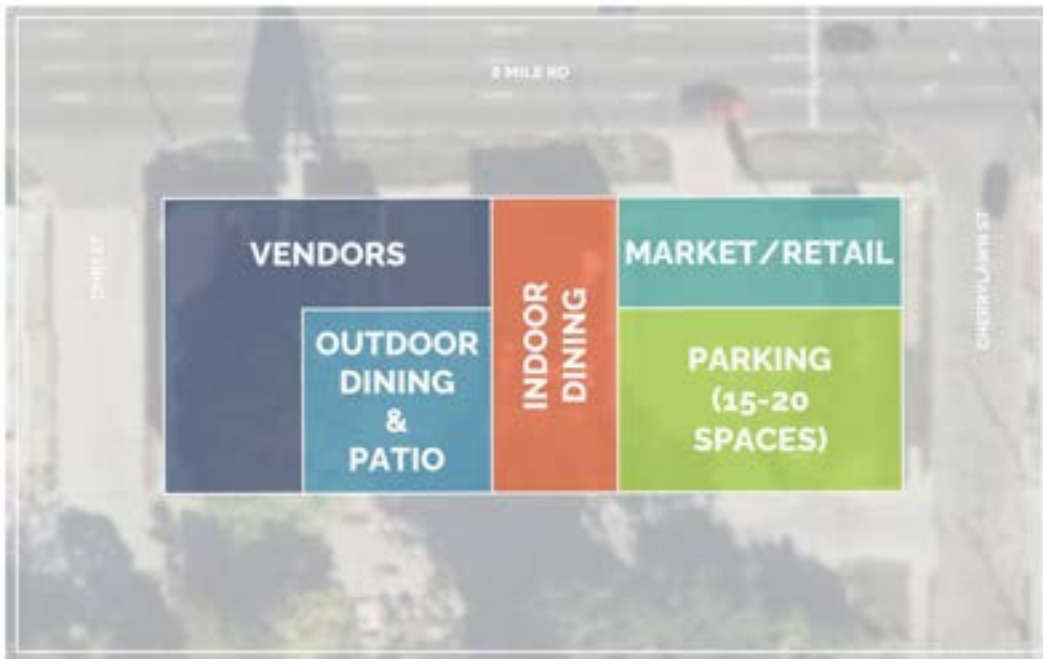 8 MILE RD
VENDORS
OUTDOOR
DINING
&
PATIO
INDOOR
DINING
MARKET/RETAIL
PARKING
(15-20
SPACES)
CHERRYLAWN ST